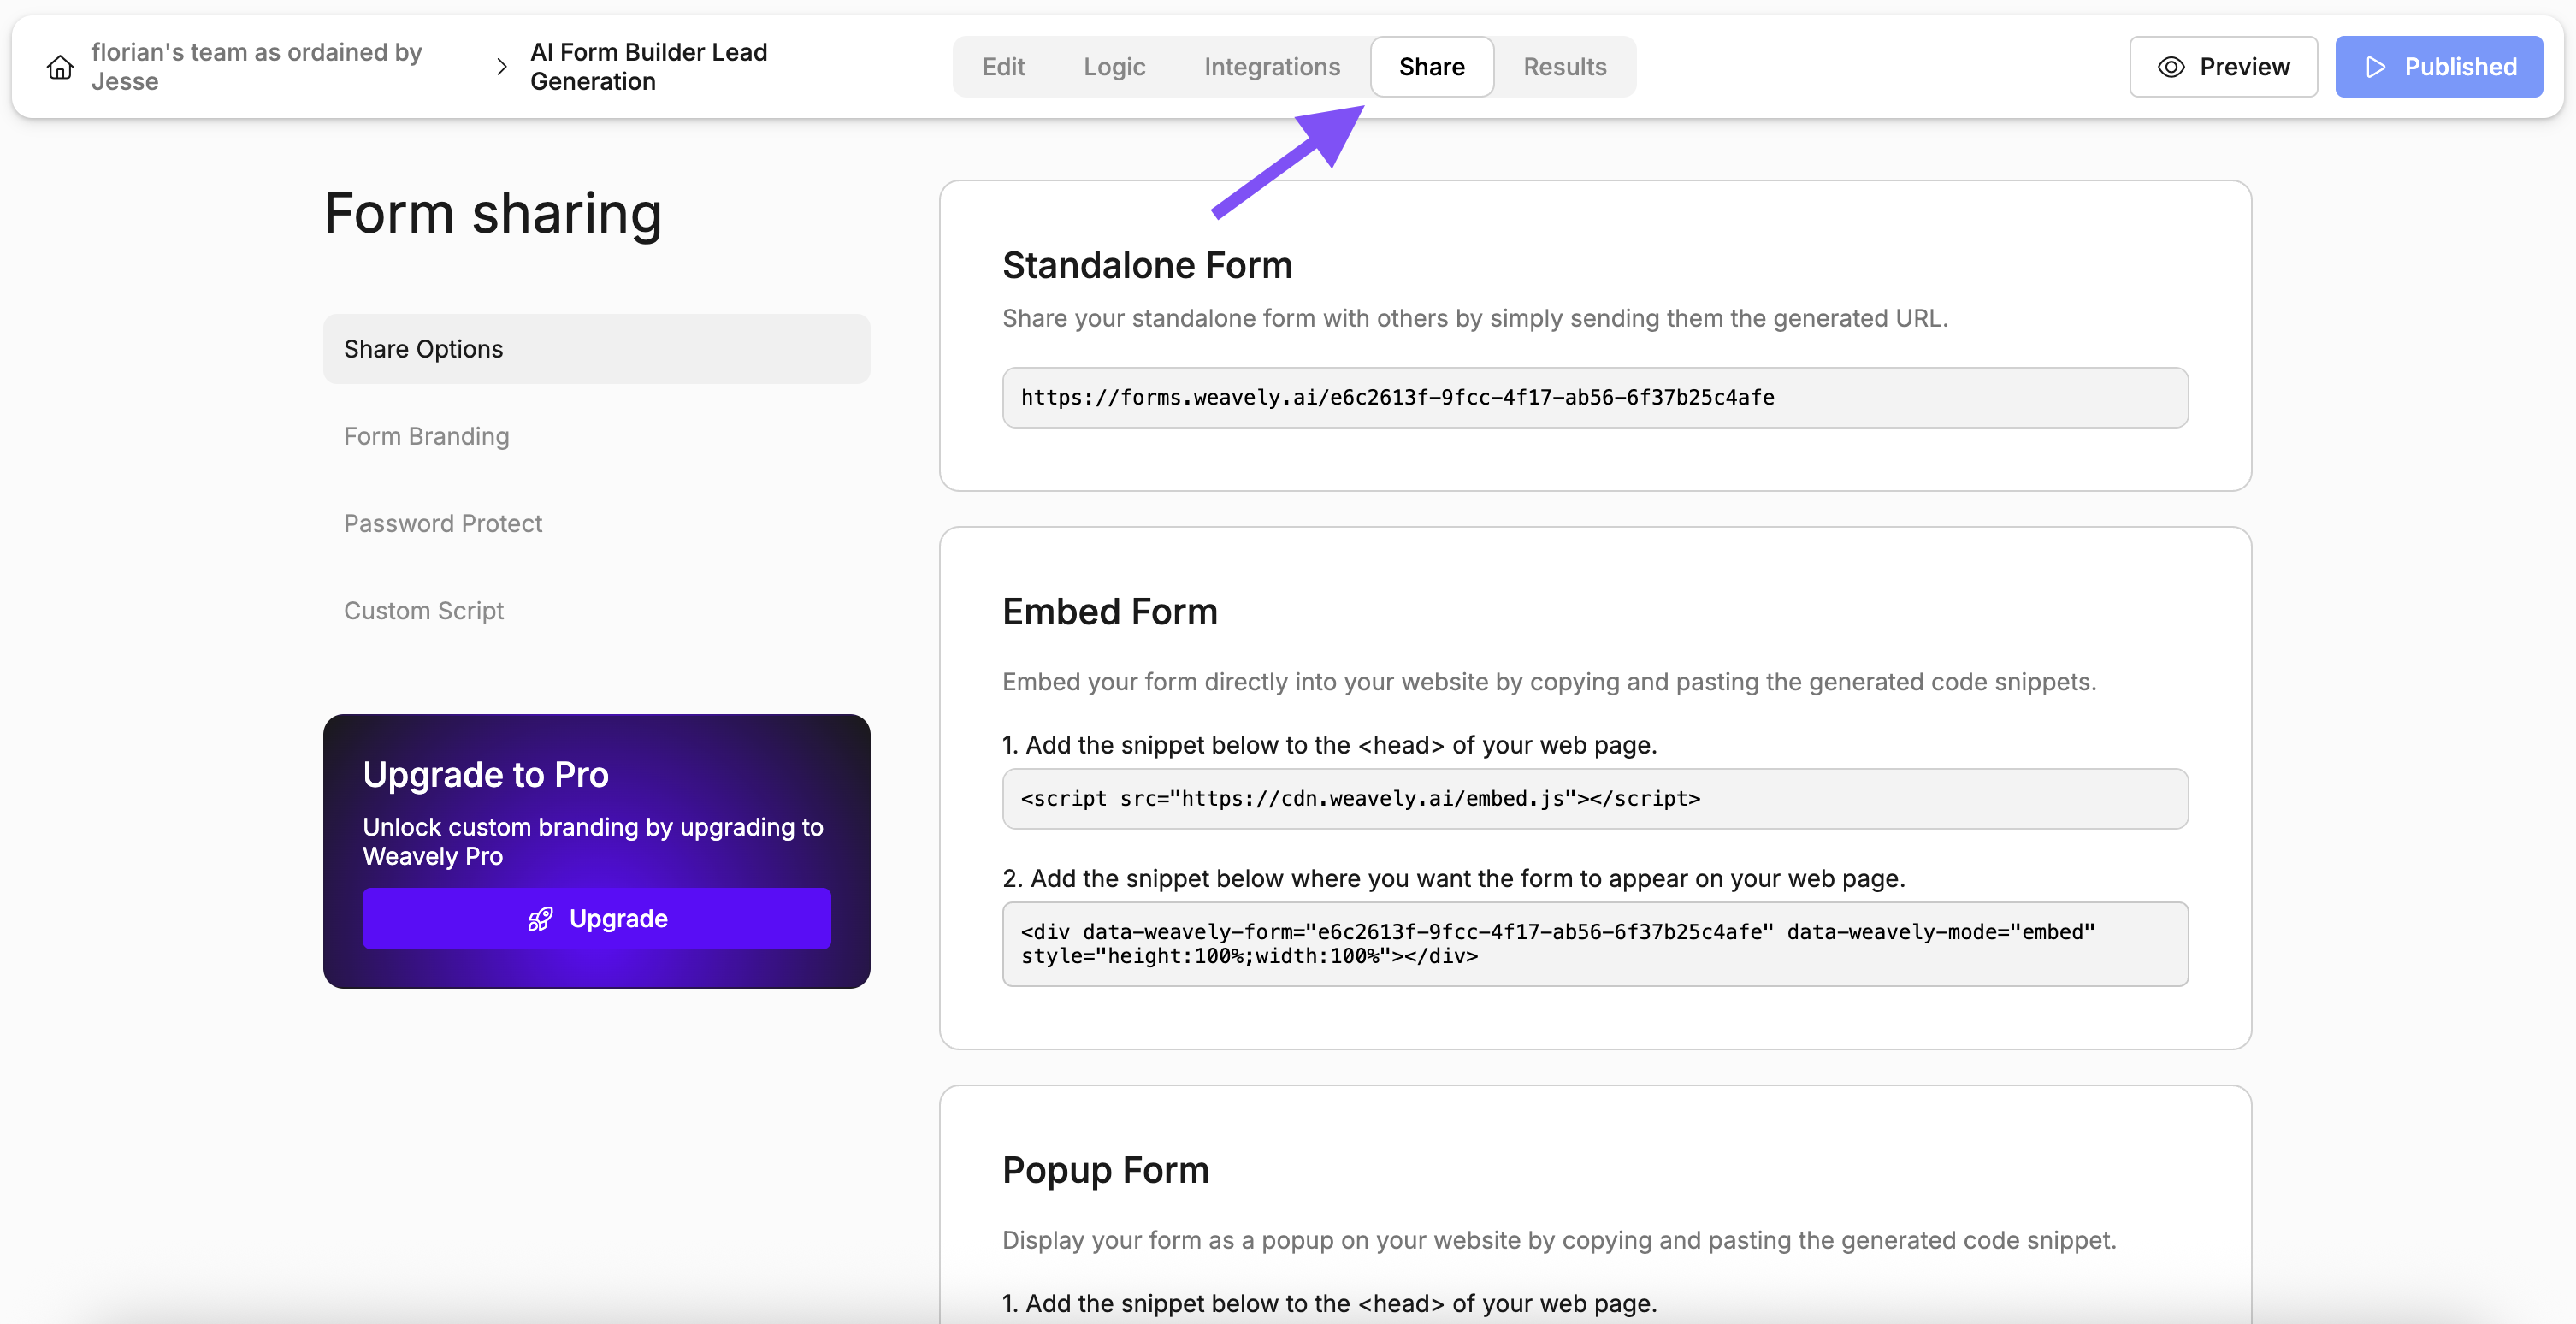 florian's team as ordained by
Jesse
AI Form Builder Lead
Generation
Edit
Logic
Integrations
Share
Results
Preview
Published
Form sharing
Share Options
Form Branding
Password Protect
Custom Script
Upgrade to Pro
Unlock custom branding by upgrading to
Weavely Pro
Upgrade
Standalone Form
Share your standalone form with others by simply sending them the generated URL.
https://forms.weavely.ai/e6c2613f-9fcc-4f17-ab56-6f37b25c4afe
Embed Form
Embed your form directly into your website by copying and pasting the generated code snippets.
1. Add the snippet below to the <head> of your web page.
<script src="https://cdn.weavely.ai/embed.js"></script>
2. Add the snippet below where you want the form to appear on your web page.
<div data-weavely-form="e6c2613f-9fcc-4f17-ab56-6f37b25c4afe" data-weavely-mode="embed"
style="height:100%;width:100%"></div>
Popup Form
Display your form as a popup on your website by copying and pasting the generated code snippet.
1. Add the snippet below to the <head> of your web page.